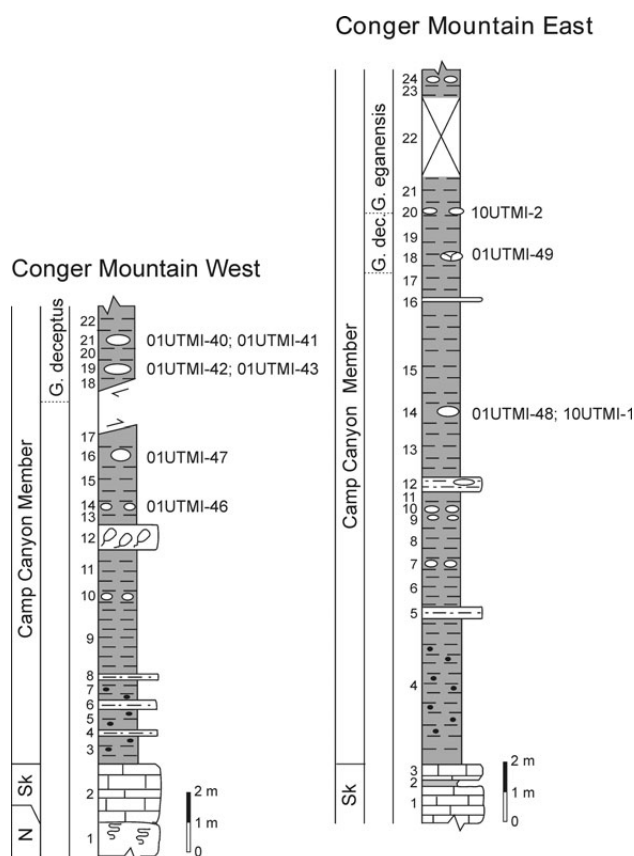 Conger Mountain East
24
23
22
21
20
10UTMI-2
19
18
01UTMI-49
17
16
15
14
01UTMI-48; 10UTMI-1
13
12
11
10
9
8
7
6
5
4
3
2
1
G. eganensis
G. dec.
Camp Canyon Member
Sk
2 m
1 m
0
Conger Mountain West
22
21
01UTMI-40; 01UTMI-41
20
19
01UTMI-42; 01UTMI-43
18
17
16
01UTMI-47
15
14
01UTMI-46
13
12
11
10
9
8
7
6
5
4
3
2
1
G. deceptus
Camp Canyon Member
Sk
N
2 m
1 m
0